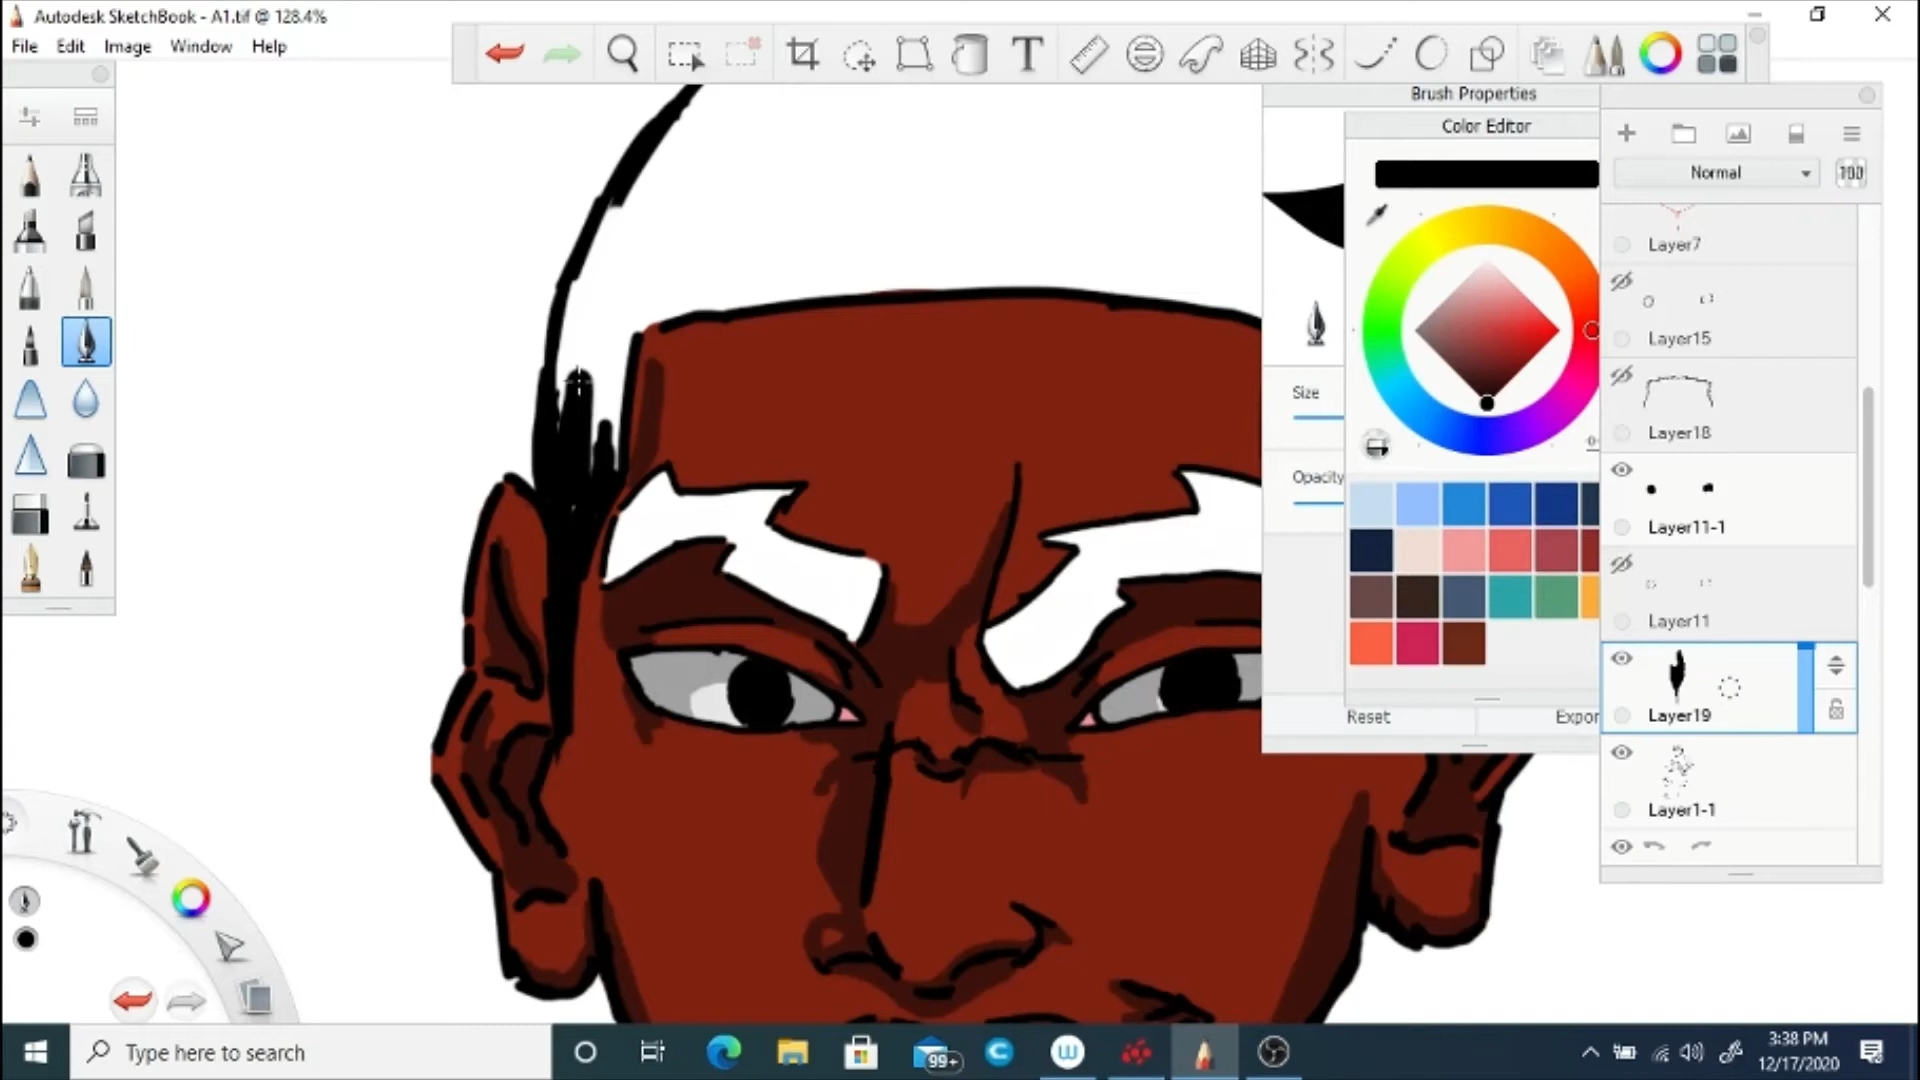 Autodesk SketchBook - A1.tif @ 128.4%
File Edit Image Window Help
T
Brush Properties
Color Editor
Normal 100
Layer7
Layer15
Layer18
Layer11-1
Layer11
Layer19
Layer1-1
Size
Opacity
Reset Expor
Type here to search
99+
3:38 PM
12/17/2020